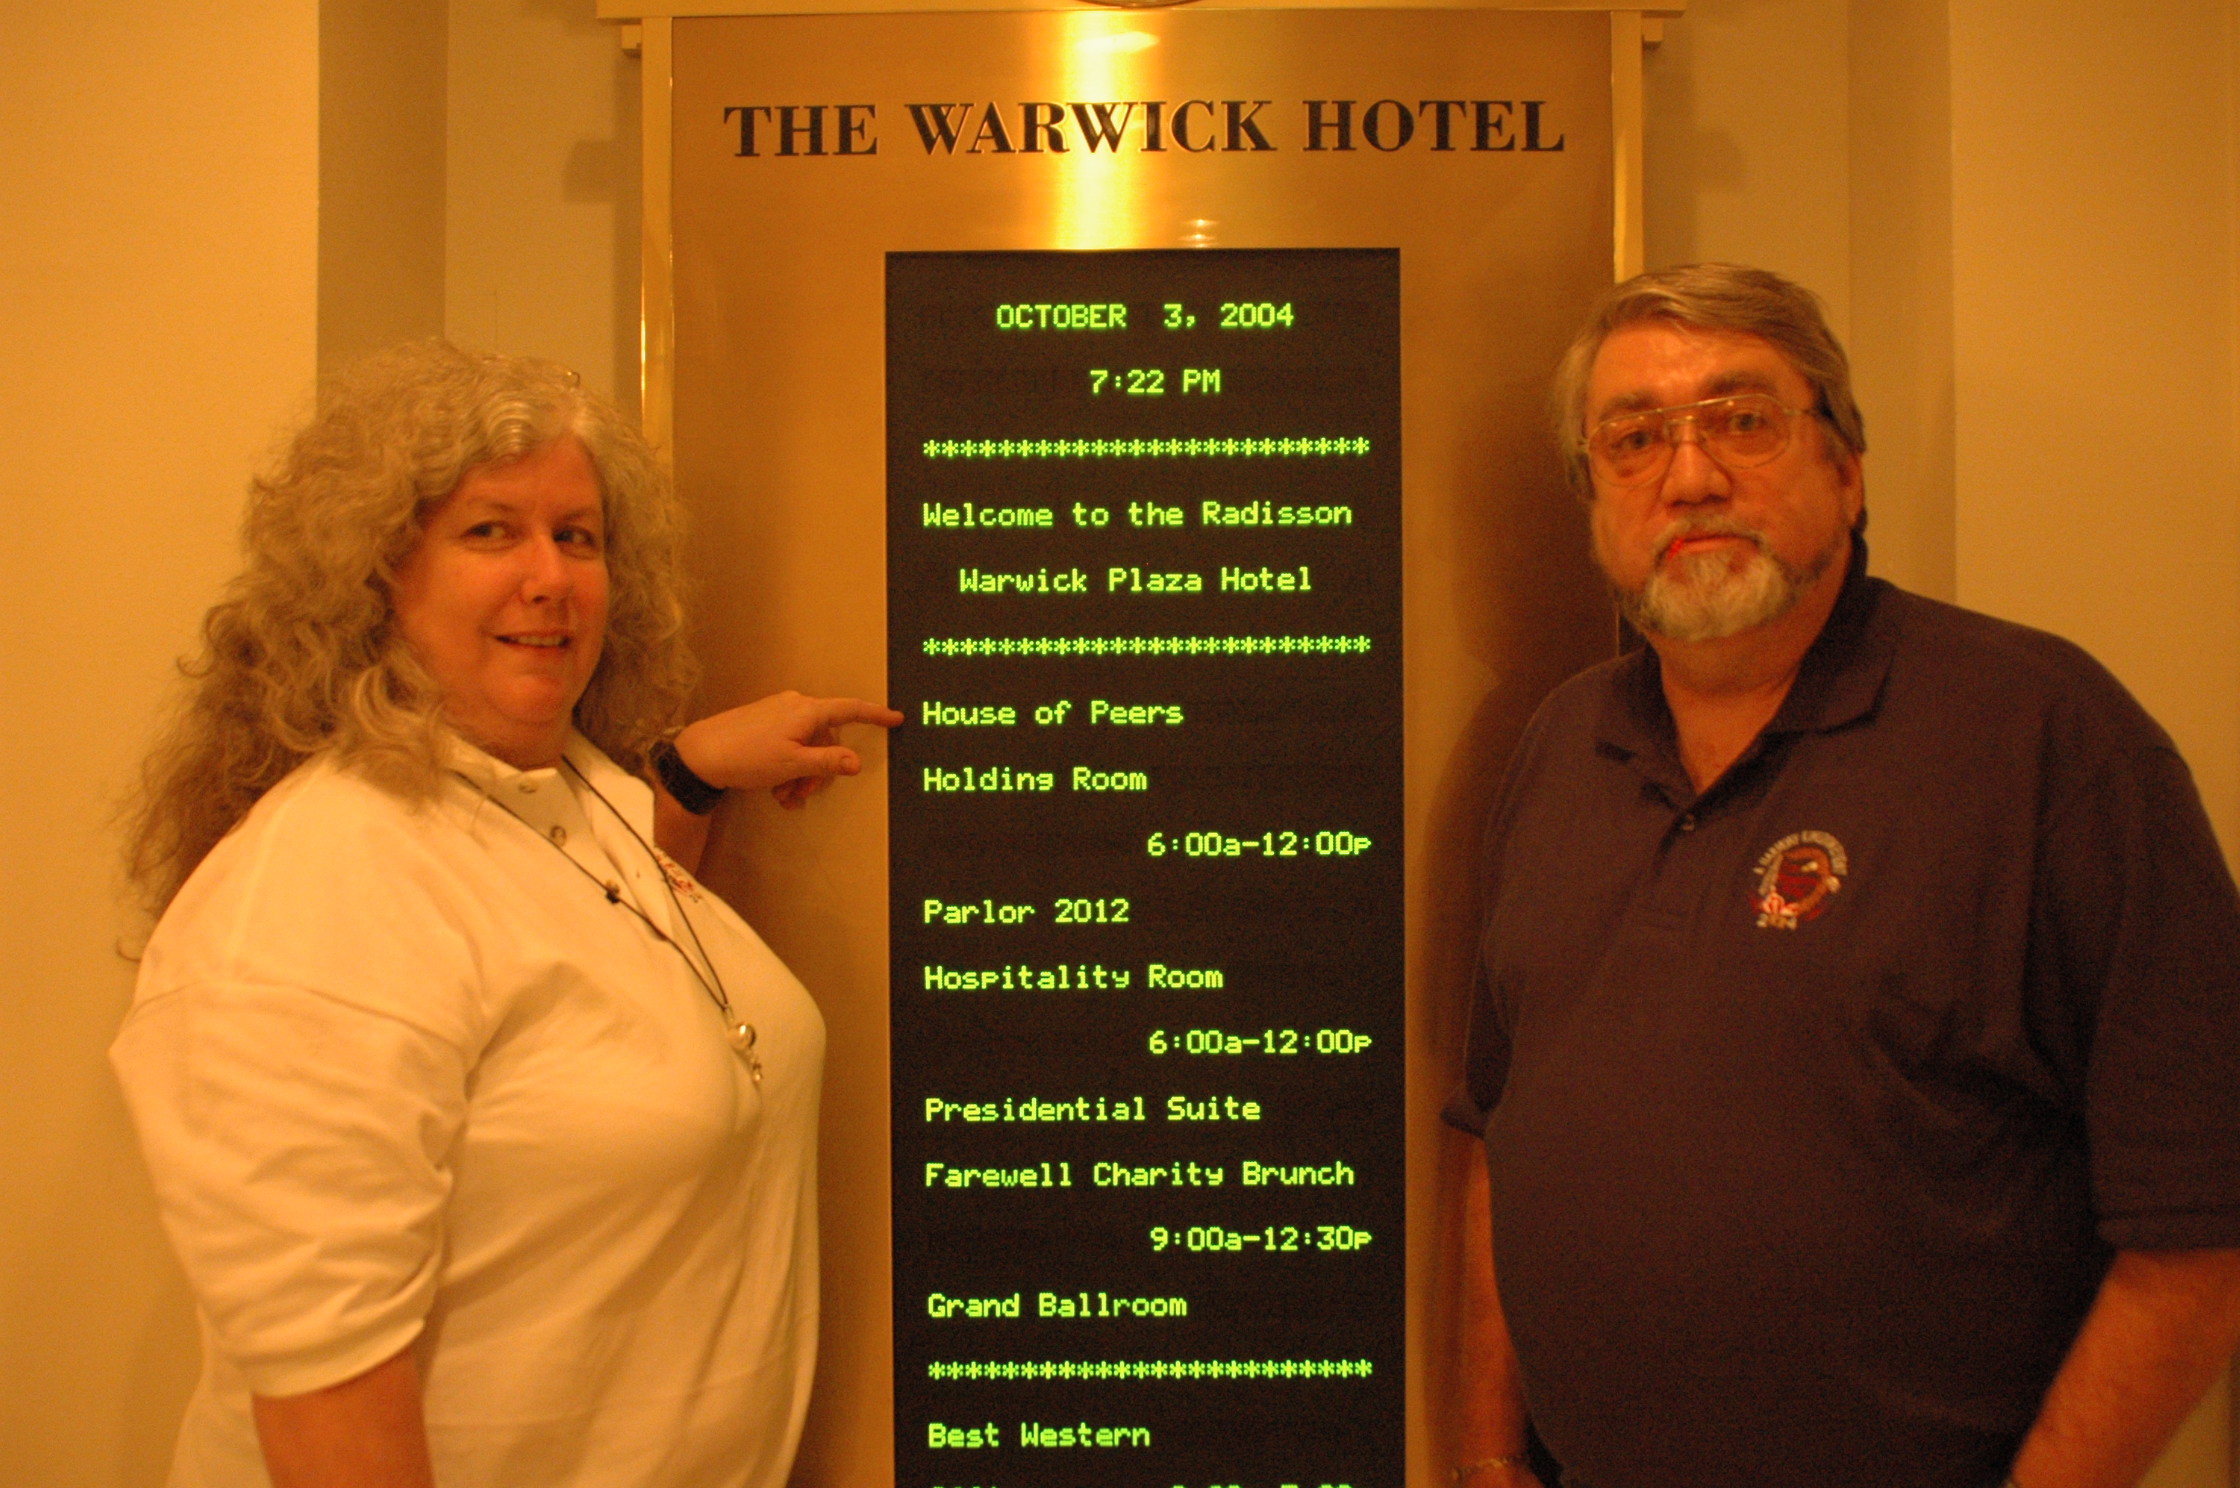 THE WARWICK HOTEL
OCTOBER 3, 2004
7:22 PM
************************
Welcome to the Radisson
Warwick Plaza Hotel
************************
House of Peers
Holding Room
6:00a-12:00p
Parlor 2012
Hospitality Room
6:00a-12:00p
Presidential Suite
Farewell Charity Brunch
9:00a-12:30p
Grand Ballroom
************************
Best Western